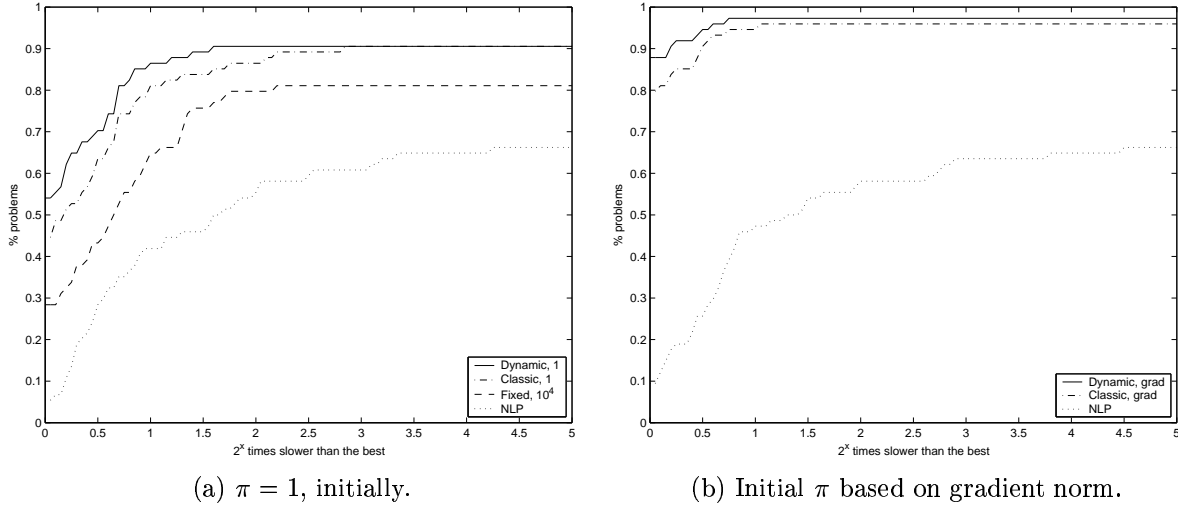 1
0.9
0.8
0.7
0.6
0.5
0.4
0.3
0.2
0.1
0
% problems
0 0.5 1 1.5 2 2.5 3 3.5 4 4.5 5
2^x times slower than the best
Dynamic, 1
Classic, 1
Fixed, 10^4
NLP
(a) π = 1, initially.
1
0.9
0.8
0.7
0.6
0.5
0.4
0.3
0.2
0.1
0
% problems
0 0.5 1 1.5 2 2.5 3 3.5 4 4.5 5
2^x times slower than the best
Dynamic, grad
Classic, grad
NLP
(b) Initial π based on gradient norm.